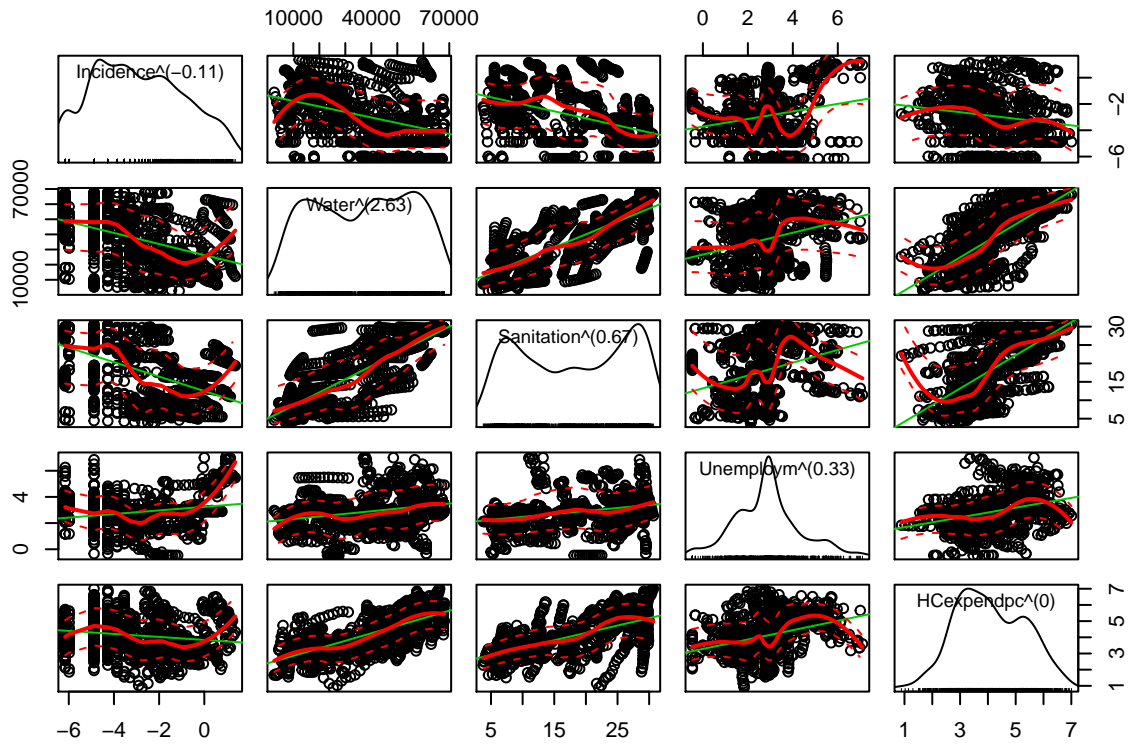 10000 40000 70000 0 2 4 6
Incidence^(−0.11) −2 −6
70000 10000 Water^(2.63)
Sanitation^(0.67) 30 15 5
4 0 Unemploym^(0.33)
HCexpendpc^(0) 7 5 3 1
−6 −4 −2 0 5 15 25 1 3 5 7